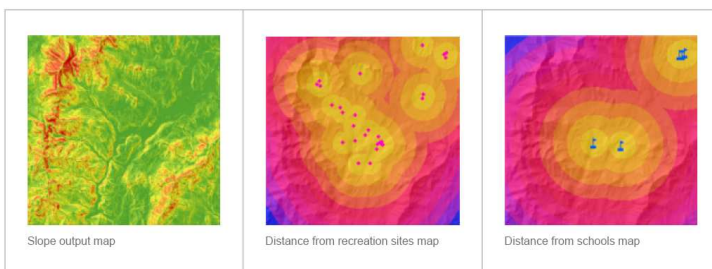 Slope output map
Distance from recreation sites map
Distance from schools map